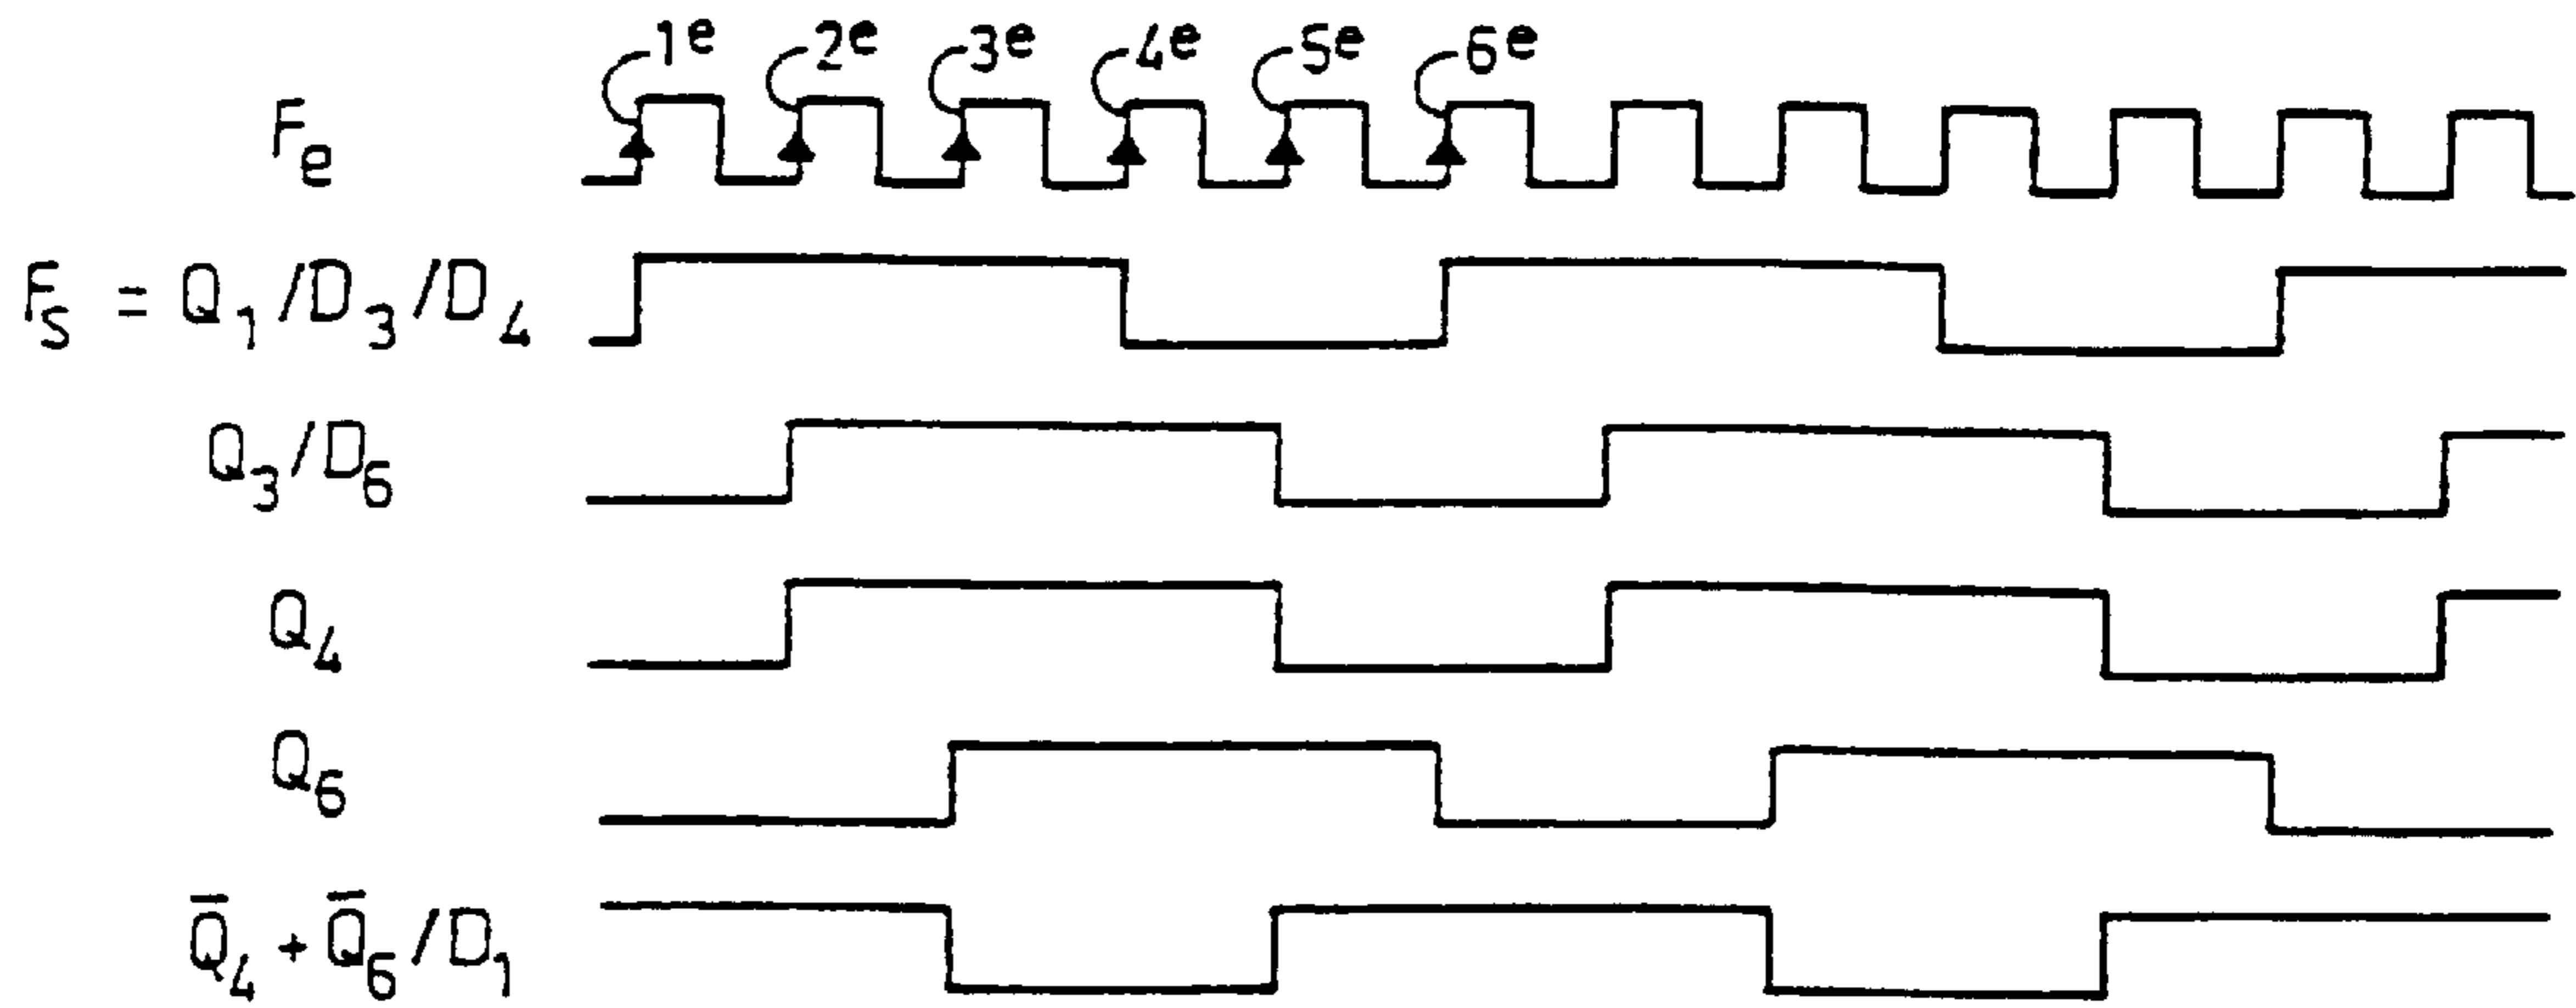 1e 2e 3e 4e 5e 6e
Fe
Fs = Q1/D3/D4
Q3/D6
Q4
Q6
Q̄4 + Q̄6/D1